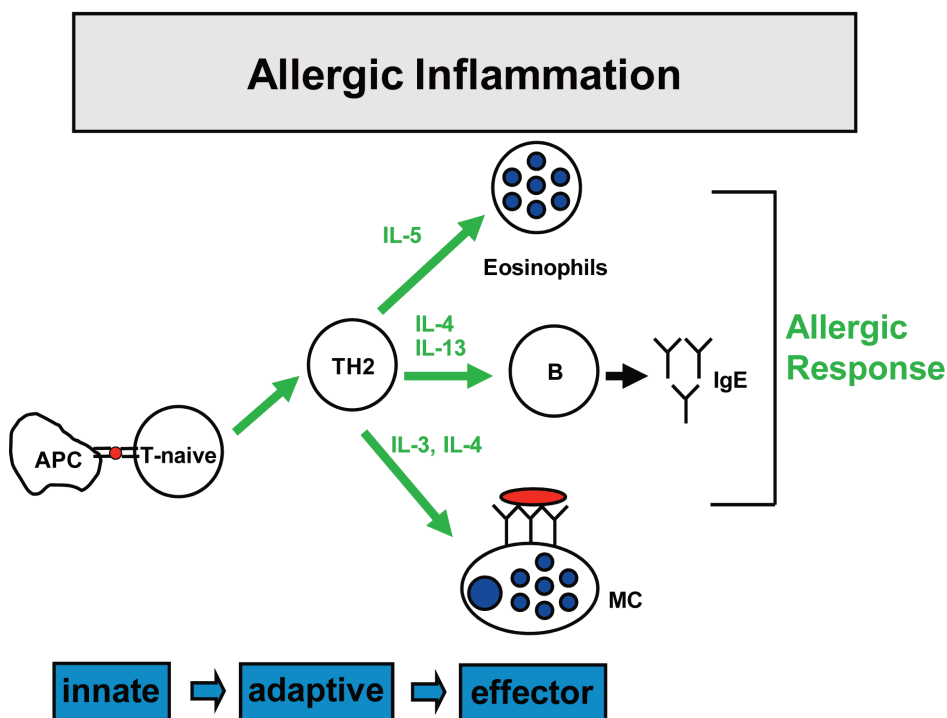 Allergic Inflammation
IL-5
Eosinophils
IL-4
IL-13
TH2
B
IgE
Allergic
Response
APC
T-naive
IL-3, IL-4
MC
innate
adaptive
effector